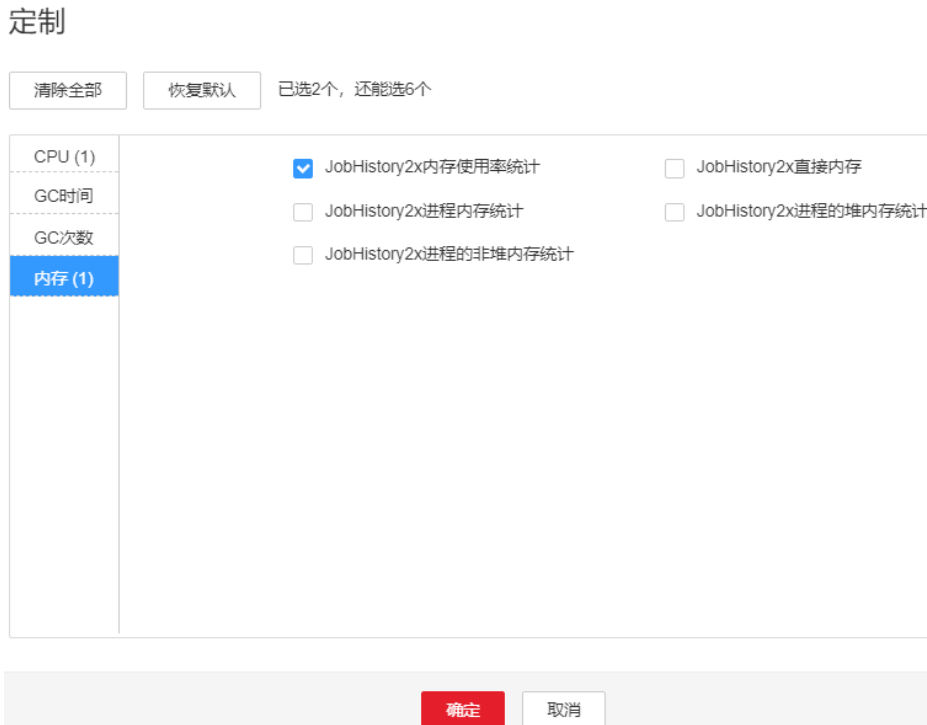 定制
清除全部 恢复默认 已选2个，还能选6个
CPU (1)
GC时间
GC次数
内存 (1)
JobHistory2x内存使用率统计 JobHistory2x直接内存
JobHistory2x进程内存统计 JobHistory2x进程的堆内存统计
JobHistory2x进程的非堆内存统计
确定 取消